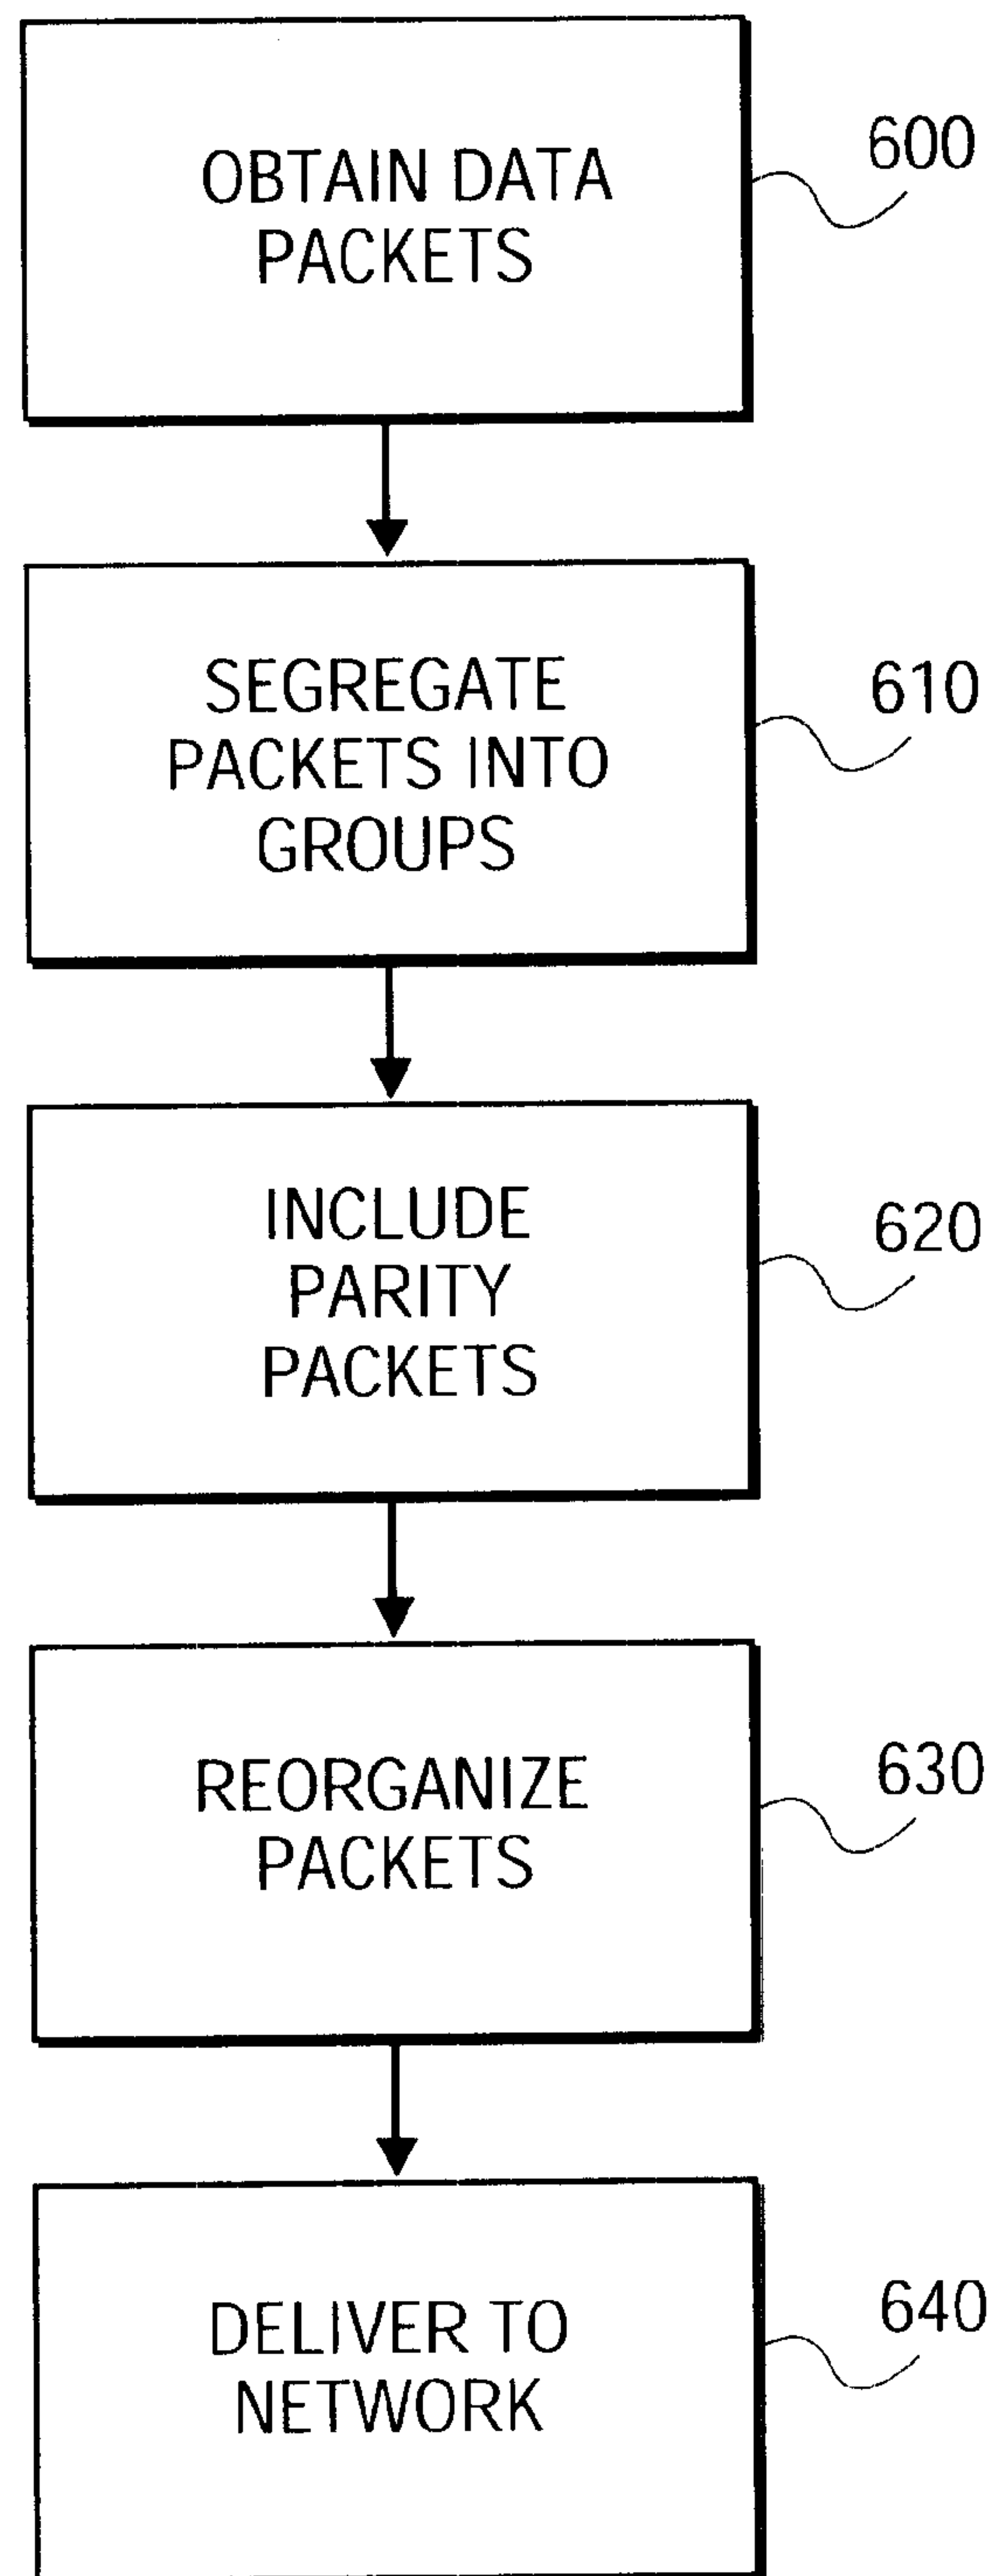 OBTAIN DATA
PACKETS
600
SEGREGATE
PACKETS INTO
GROUPS
610
INCLUDE
PARITY
PACKETS
620
REORGANIZE
PACKETS
630
DELIVER TO
NETWORK
640